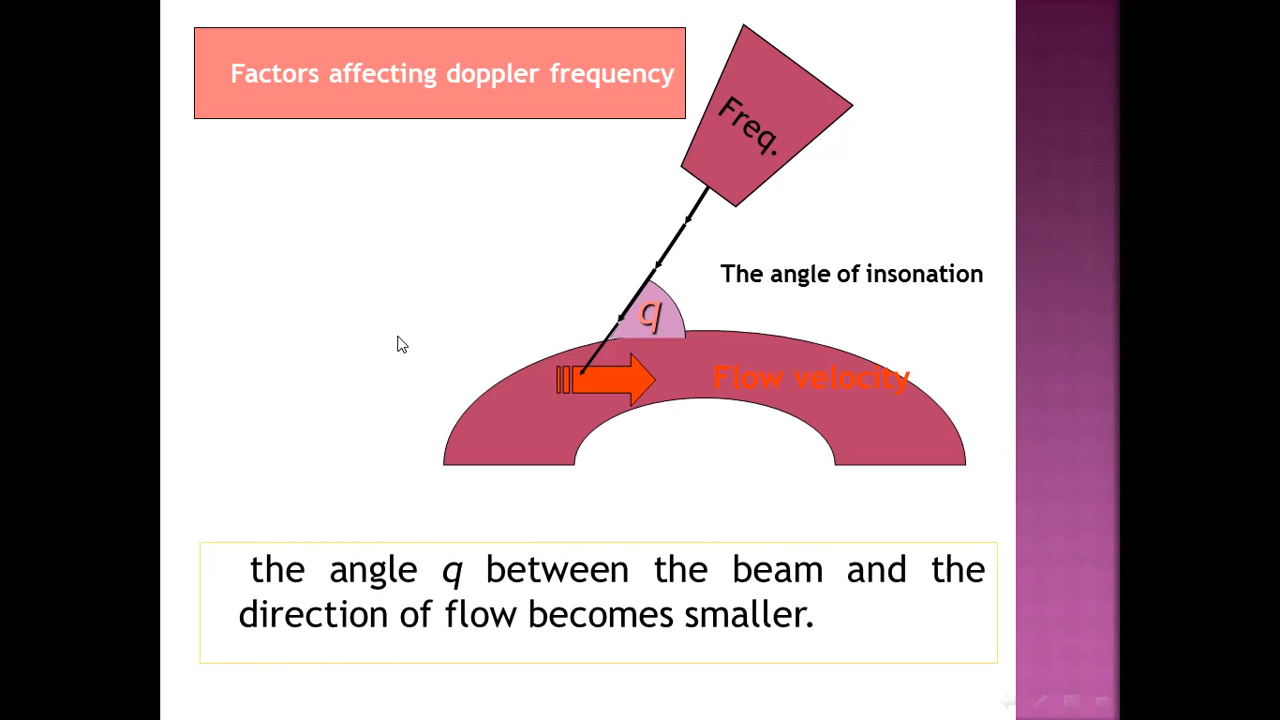 Factors affecting doppler frequency
Freq.
The angle of insonation
q
Flow velocity
the angle q between the beam and the
direction of flow becomes smaller.